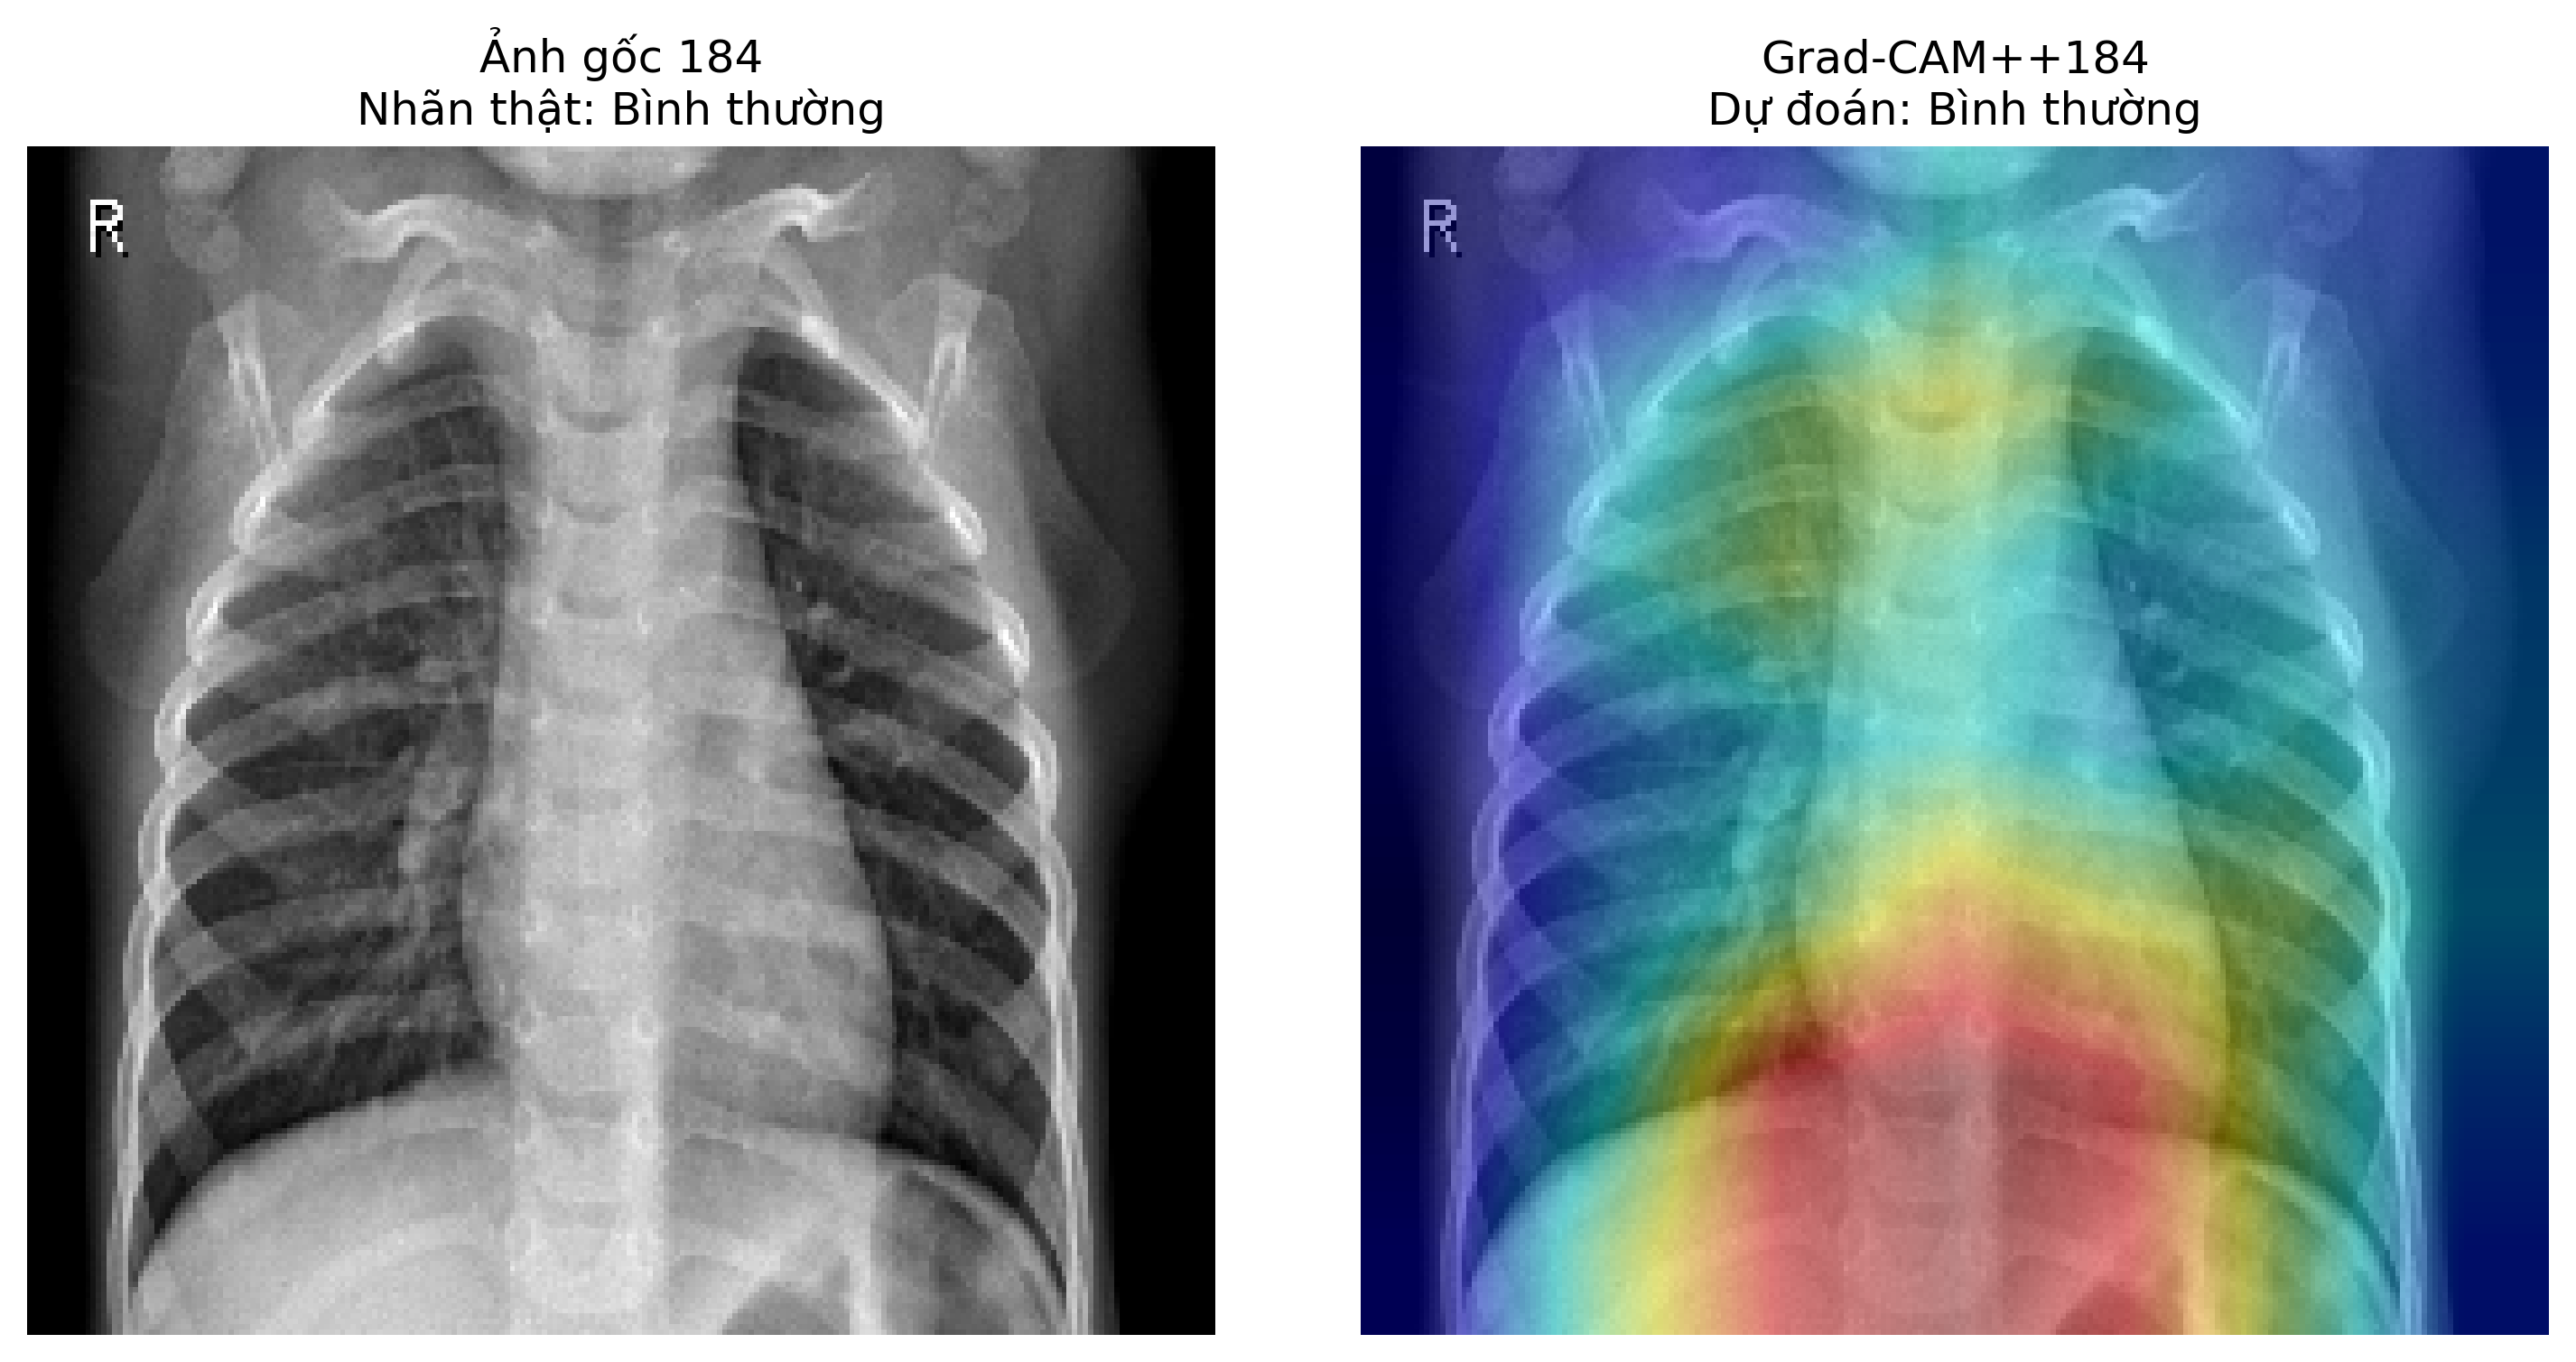 Ảnh gốc 184
Nhãn thật: Bình thường
R
Grad-CAM++184
Dự đoán: Bình thường
R